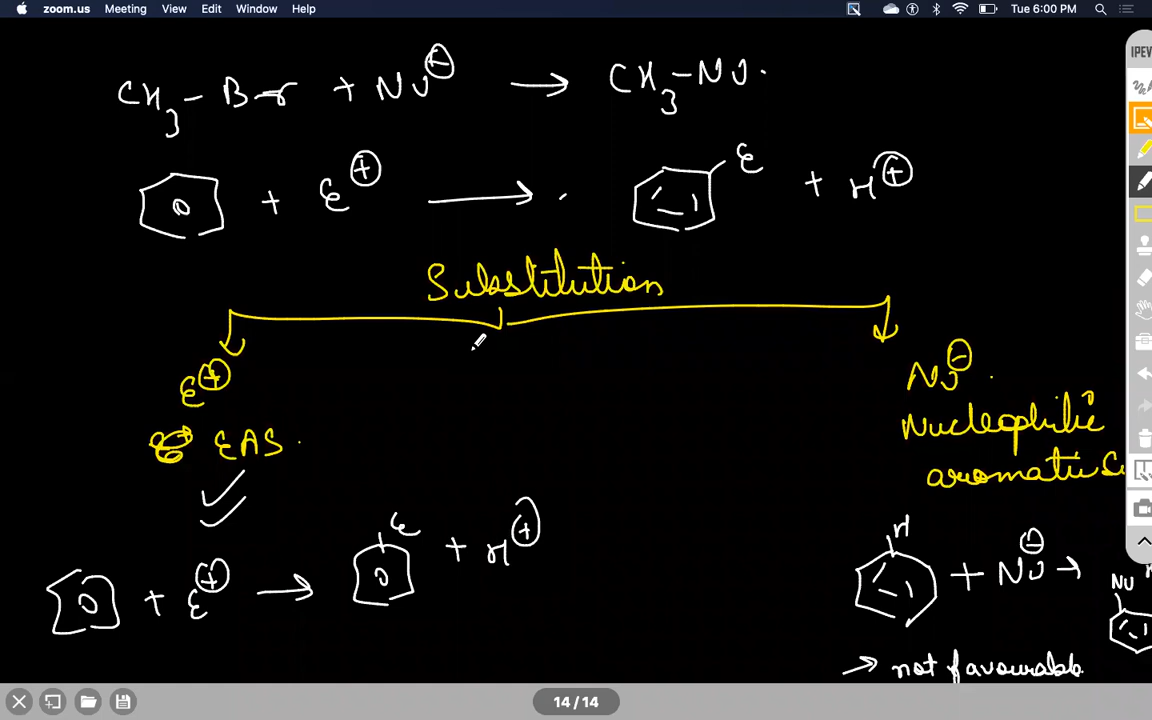 zoom.us Meeting View Edit Window Help Tue 6:00 PM
IPEV
CH3 - Br + Nu⊖ → CH3-Nu.
+ E⊕ → E + H⊕
Substitution
E⊕
EAS
Nu⊖
Nucleophilic
aromatic
+ E⊕ → E + H⊕
H + Nu⊖ → Nu
→ not favourable
14 / 14